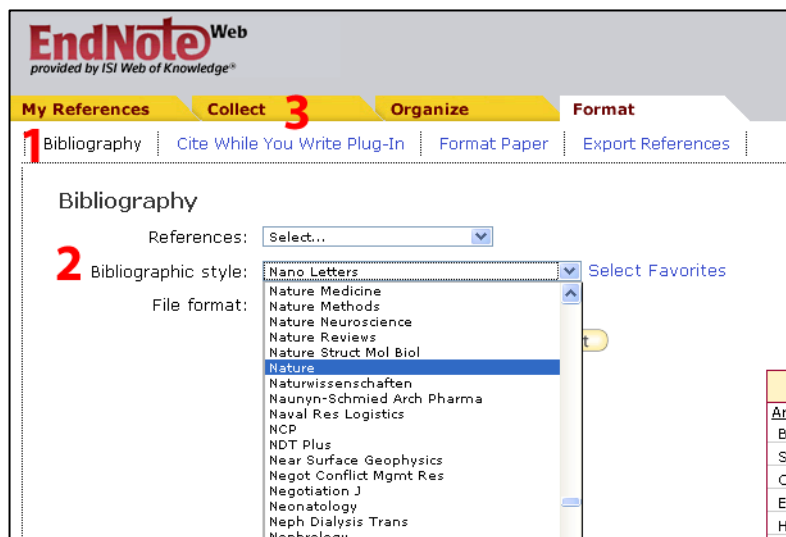 EndNote Web
provided by ISI Web of Knowledge®
My References Collect 3 Organize Format
1 Bibliography Cite While You Write Plug-In Format Paper Export References
Bibliography
References: Select...
2 Bibliographic style: Nano Letters Select Favorites
File format:
Nature Medicine
Nature Methods
Nature Neuroscience
Nature Reviews
Nature Struct Mol Biol
Nature
Naturwissenschaften
Naunyn-Schmied Arch Pharma
Naval Res Logistics
NCP
NDT Plus
Near Surface Geophysics
Negot Conflict Mgmt Res
Negotiation J
Neonatology
Neph Dialysis Trans